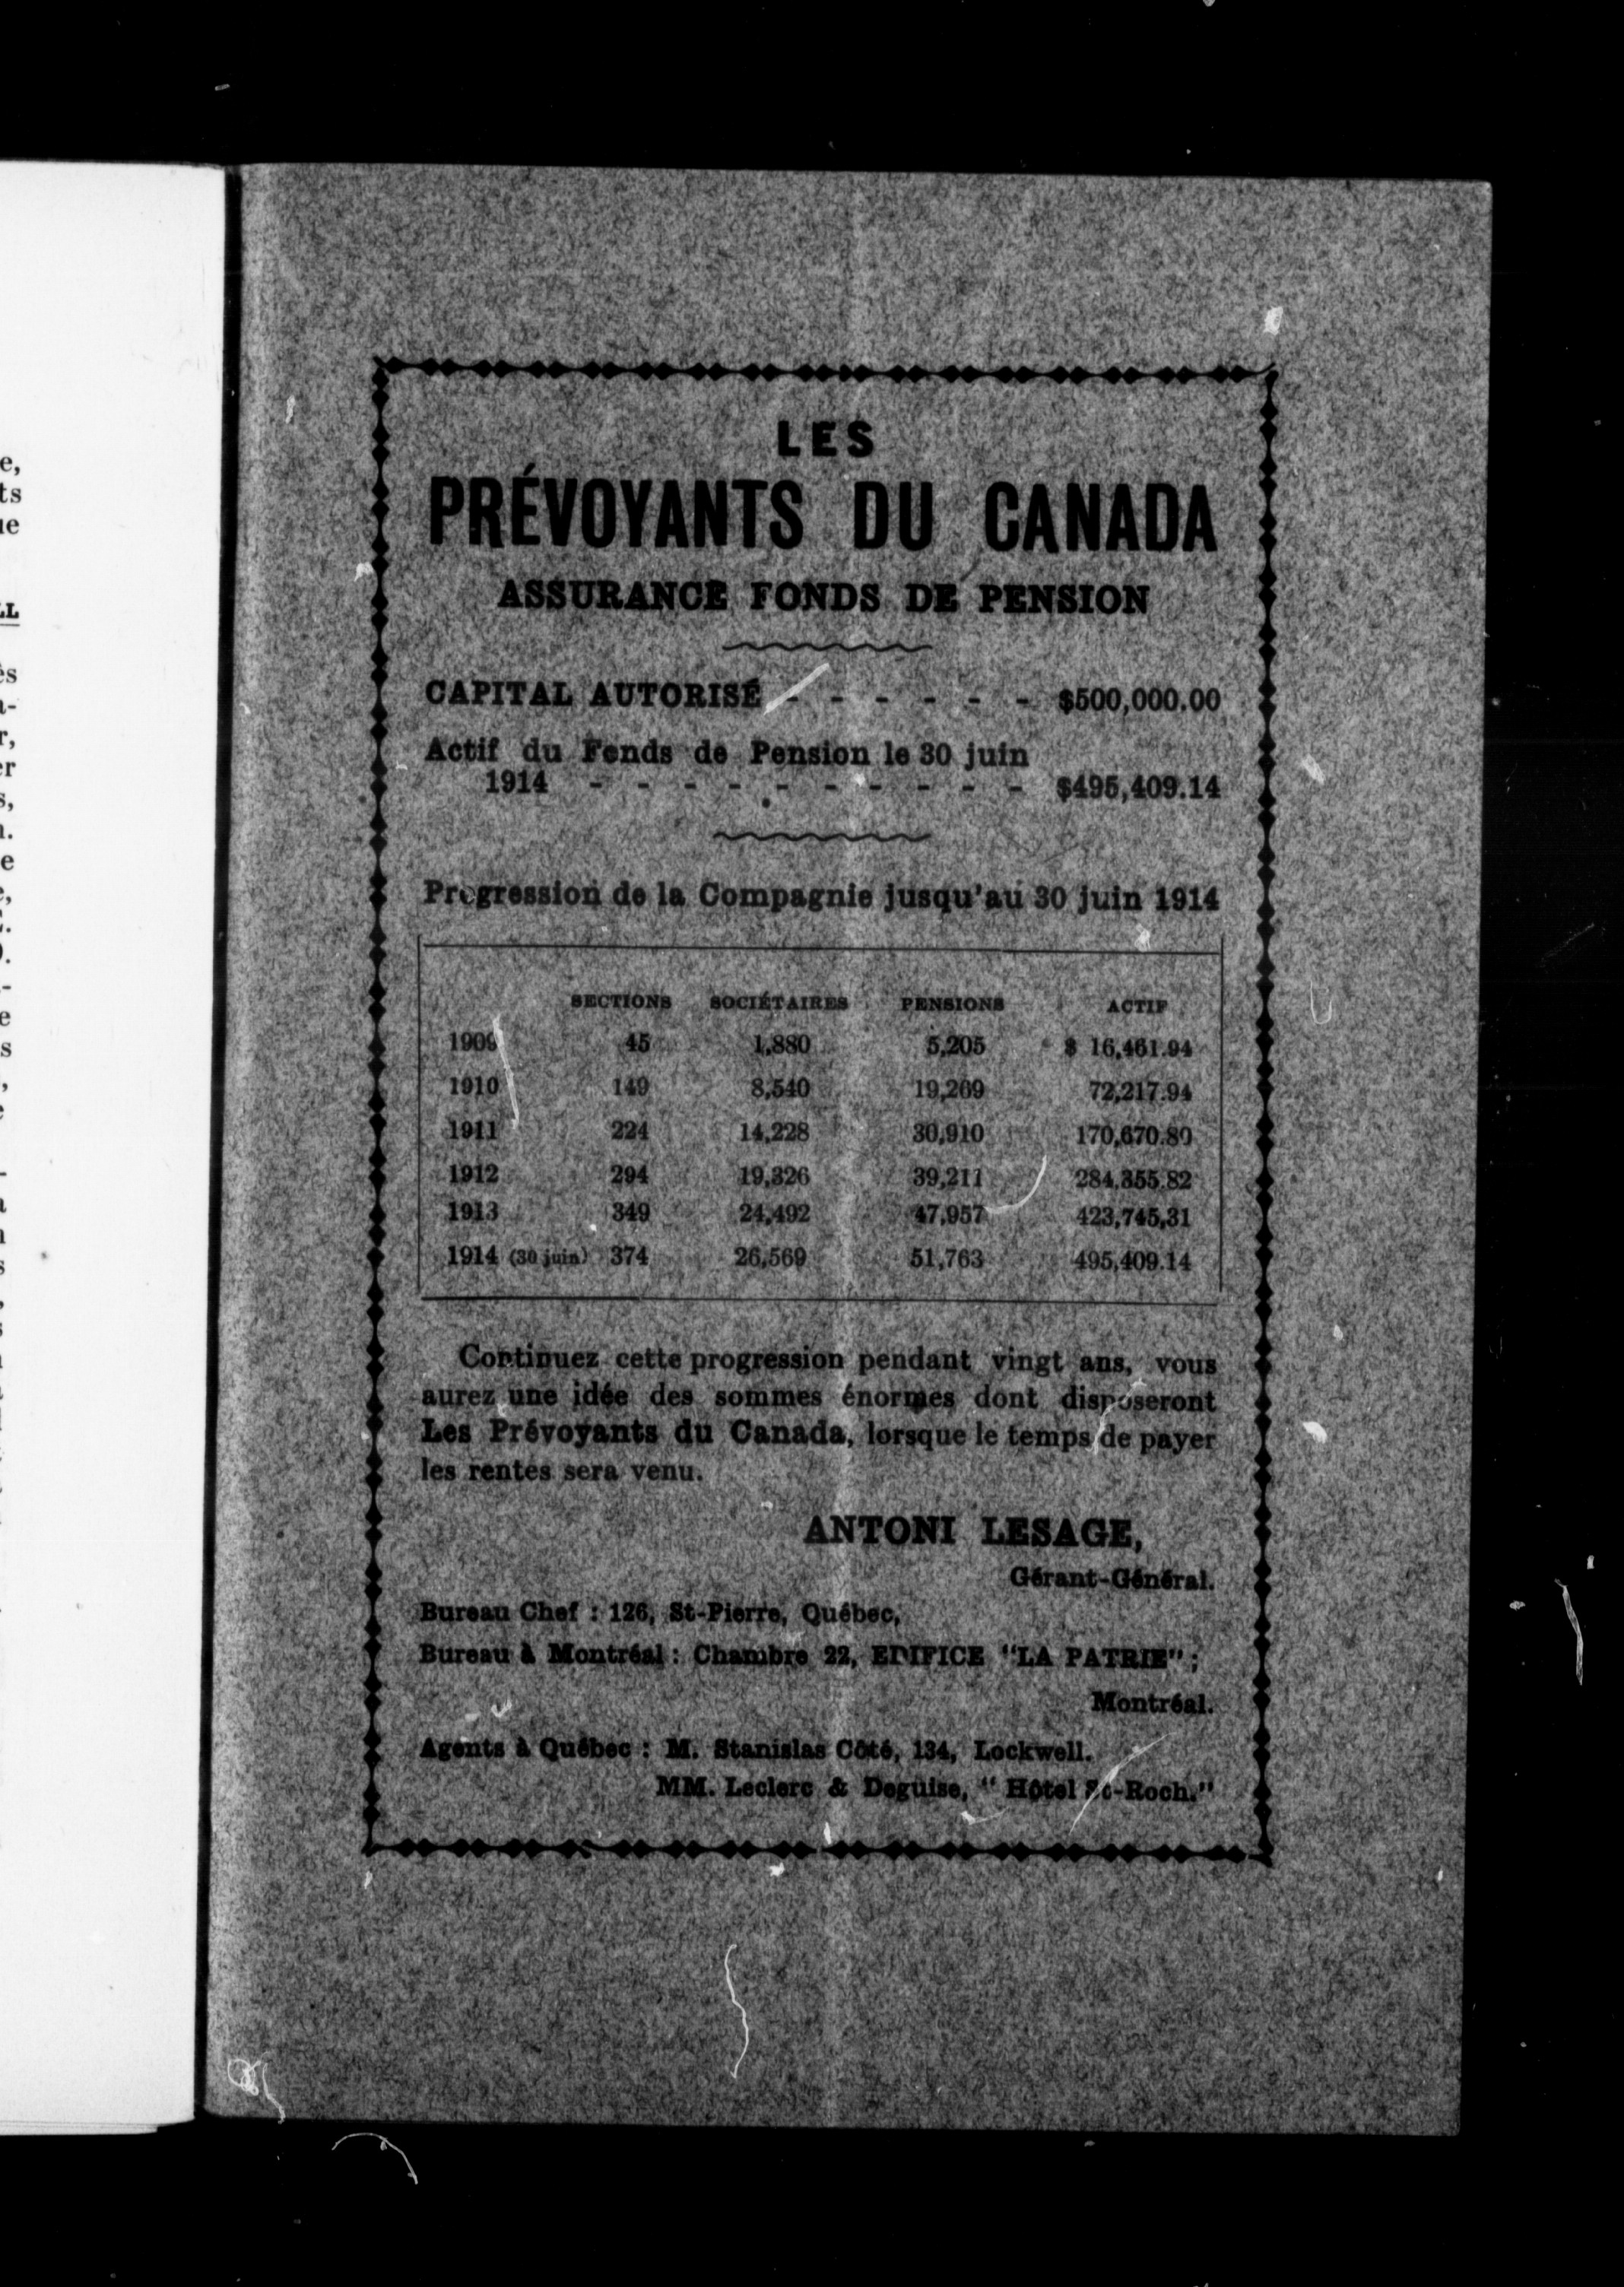 LES
PRÉVOYANTS DU CANADA
ASSURANCE FONDS DE PENSION
CAPITAL AUTORISÉ - - - - - - $500,000.00
Actif du Fonds de Pension le 30 juin
1914 - - - - - - - - - - $495,409.14
Progression de la Compagnie jusqu'au 30 juin 1914
SECTIONS SOCIÉTAIRES PENSIONS ACTIF
1909 45 1,880 5,205 $ 16,461.94
1910 149 8,540 19,269 72,217.94
1911 224 14,228 30,910 170,670.80
1912 294 19,326 39,211 284,355.82
1913 349 24,492 47,957 423,745,31
1914 (30 juin) 374 26,569 51,763 495,409.14
Continuez cette progression pendant vingt ans, vous
aurez une idée des sommes énormes dont disposeront
Les Prévoyants du Canada, lorsque le temps de payer
les rentes sera venu.
ANTONI LESAGE,
Gérant-Général.
Bureau Chef : 126, St-Pierre, Québec,
Bureau à Montréal : Chambre 22, EDIFICE "LA PATRIE" ;
Montréal.
Agents à Québec : M. Stanislas Côté, 134, Lockwell.
MM. Leclerc & Deguise, " Hôtel St-Roch."